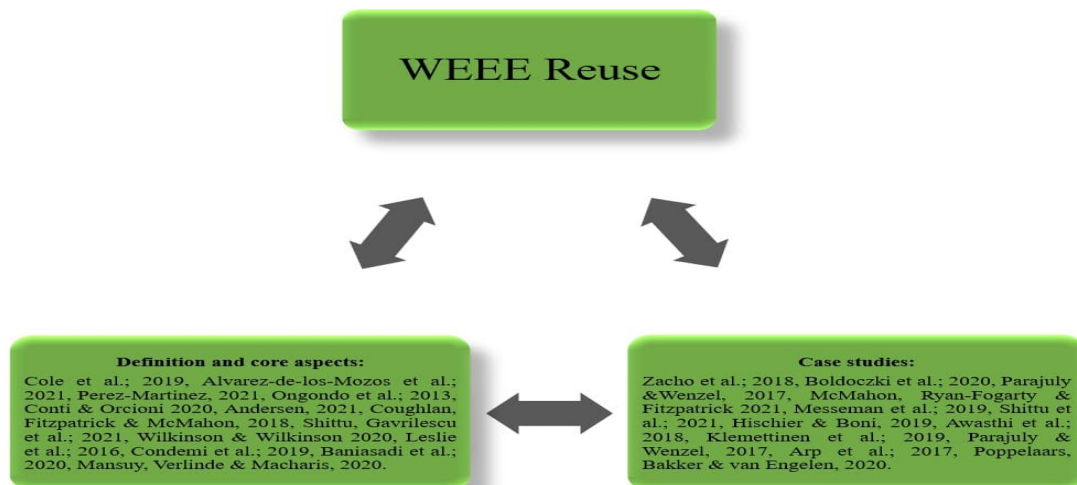 WEEE Reuse
Definition and core aspects:
Cole et al.; 2019, Alvarez-de-los-Mozos et al.;
2021, Perez-Martinez, 2021, Ongondo et al.; 2013,
Conti & Orcioni 2020, Andersen, 2021, Coughlan,
Fitzpatrick & McMahon, 2018, Shittu, Gavrilescu
et al.; 2021, Wilkinson & Wilkinson 2020, Leslie
et al.; 2016, Condemi et al.; 2019, Baniasadi et al.;
2020, Mansuy, Verlinde & Macharis, 2020.
Case studies:
Zacho et al.; 2018, Boldoczki et al.; 2020, Parajuly
&Wenzel, 2017, McMahon, Ryan-Fogarty &
Fitzpatrick 2021, Messeman et al.; 2019, Shittu et
al.; 2021, Hischier & Boni, 2019, Awasthi et al.;
2018, Klemettinen et al.; 2019, Parajuly &
Wenzel, 2017, Arp et al.; 2017, Poppelaars,
Bakker & van Engelen, 2020.